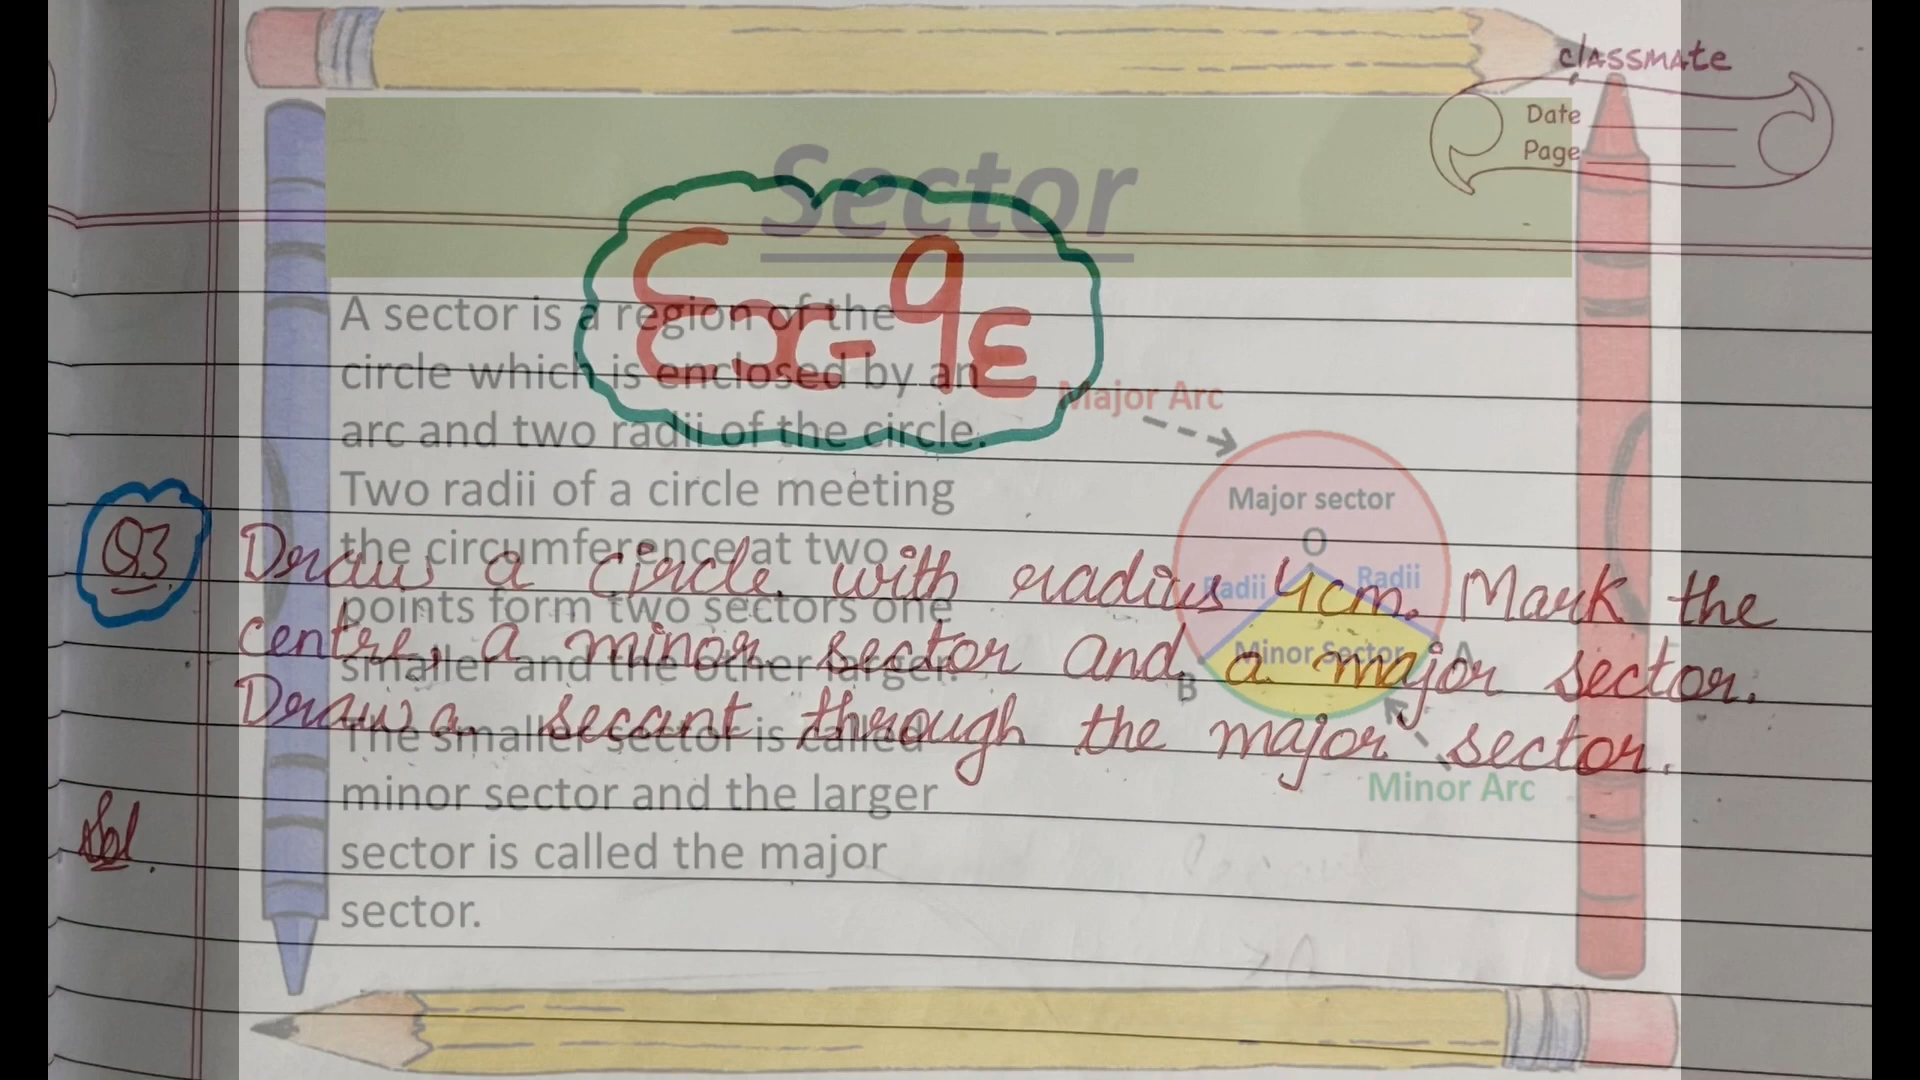 classmate
Date
Page
Sector
Ex-9E
A sector is a region of the
circle which is enclosed by an
arc and two radii of the circle.
Two radii of a circle meeting
the circumference at two
points form two sectors one
smaller and the other larger.
The smaller sector is called
minor sector and the larger
sector is called the major
sector.
Major Arc
Major sector
O
Radii
Radii
Minor Sector
A
B
Minor Arc
Q3.
Draw a circle with radius 4cm. Mark the
centre, a minor sector and a major sector.
Draw a secant through the major sector.
Sol.